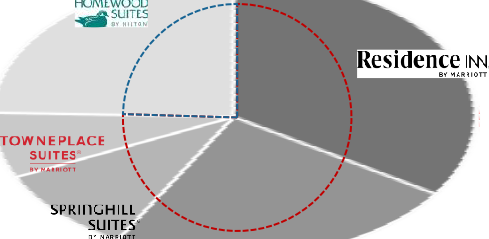 HOMEWOOD
SUITES
BY HILTON
Residence INN
BY MARRIOTT
TOWNEPLACE
SUITES®
BY MARRIOTT
SPRINGHILL
SUITES
BY MARRIOTT